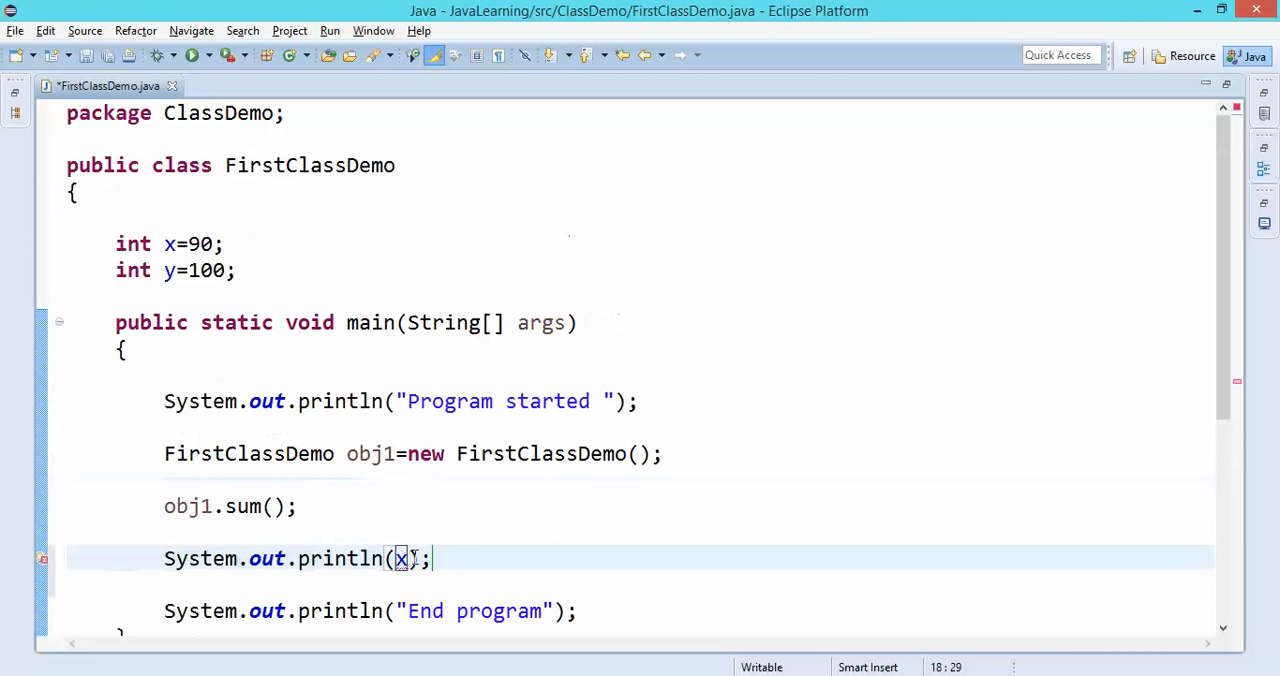 Java - JavaLearning/src/ClassDemo/FirstClassDemo.java - Eclipse Platform
File Edit Source Refactor Navigate Search Project Run Window Help
Quick Access Resource Java
*FirstClassDemo.java
package ClassDemo;
public class FirstClassDemo
{
int x=90;
int y=100;
public static void main(String[] args)
{
System.out.println("Program started ");
FirstClassDemo obj1=new FirstClassDemo();
obj1.sum();
System.out.println(x);
System.out.println("End program");
}
Writable Smart Insert 18:29